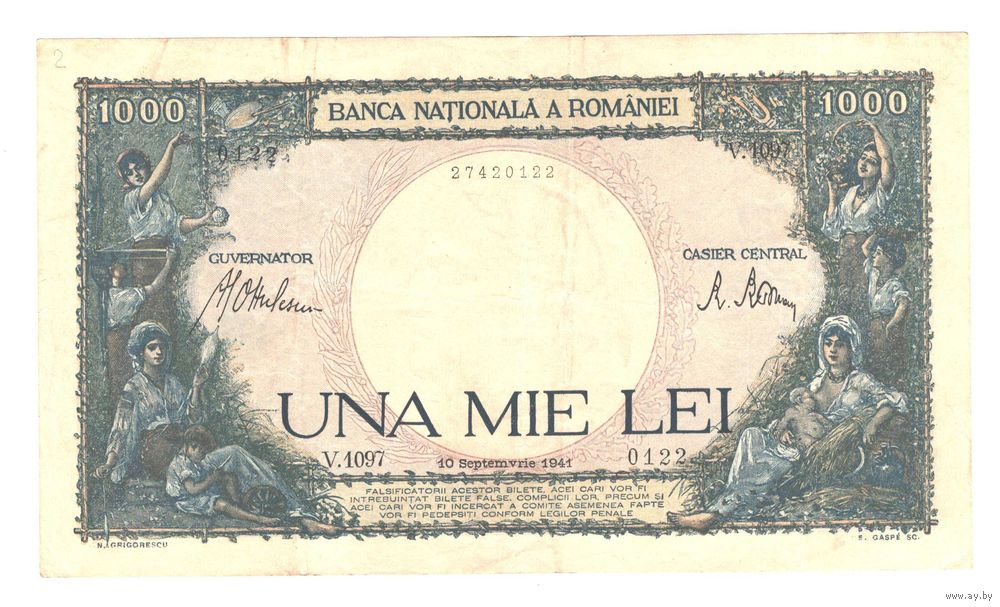 2
1000
BANCA NAȚIONALĂ A ROMÂNIEI
1000
0122
V.1097
27420122
GUVERNATOR
CASIER CENTRAL
UNA MIE LEI
V.1097
10 Septemvrie 1941
0122
FALSIFICATORII ACESTOR BILETE, ACEI CARI VOR FI
INTREBUINȚAT BILETE FALSE, COMPLICII LOR, PRECUM ȘI
ACEI CARI VOR FI INCERCAT A COMITE ASEMENEA FAPTE
VOR FI PEDEPSIȚI CONFORM LEGILOR PENALE
N.I.GRIGORESCU
E. GASPÉ SC.
www.ay.by